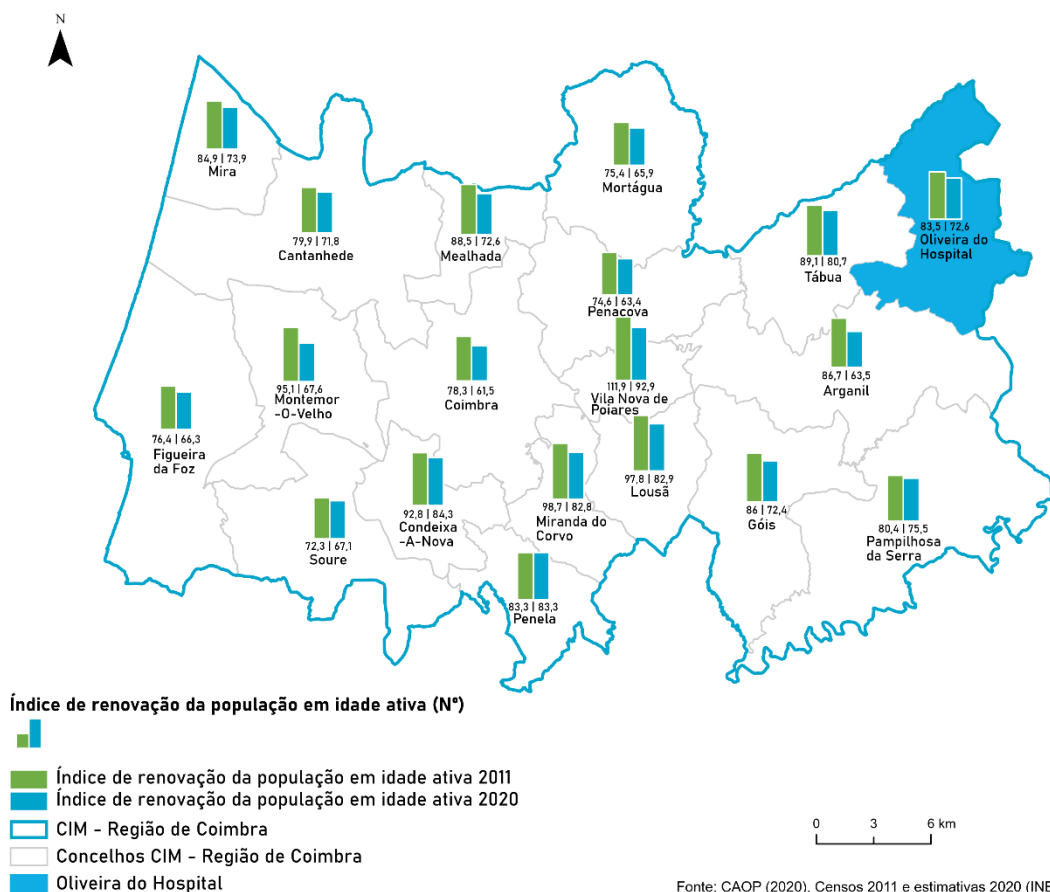 N
84,9 | 73,9
Mira
75,4 | 65,9
Mortágua
83,5 | 72,6
Oliveira do
Hospital
79,9 | 71,8
Cantanhede
88,5 | 72,6
Mealhada
89,1 | 80,7
Tábua
74,6 | 63,4
Penacova
95,1 | 67,6
Montemor
-O-Velho
78,3 | 61,5
Coimbra
111,9 | 92,9
Vila Nova de
Poiares
86,7 | 63,5
Arganil
76,4 | 66,3
Figueira
da Foz
72,3 | 67,1
Soure
92,8 | 84,3
Condeixa
-A-Nova
98,7 | 82,8
Miranda do
Corvo
97,8 | 82,9
Lousã
86 | 72,4
Góis
80,4 | 75,5
Pampilhosa
da Serra
83,3 | 83,3
Penela
Índice de renovação da população em idade ativa (Nº)
Índice de renovação da população em idade ativa 2011
Índice de renovação da população em idade ativa 2020
CIM - Região de Coimbra
Concelhos CIM - Região de Coimbra
Oliveira do Hospital
0 3 6 km
Fonte: CAOP (2020), Censos 2011 e estimativas 2020 (INE